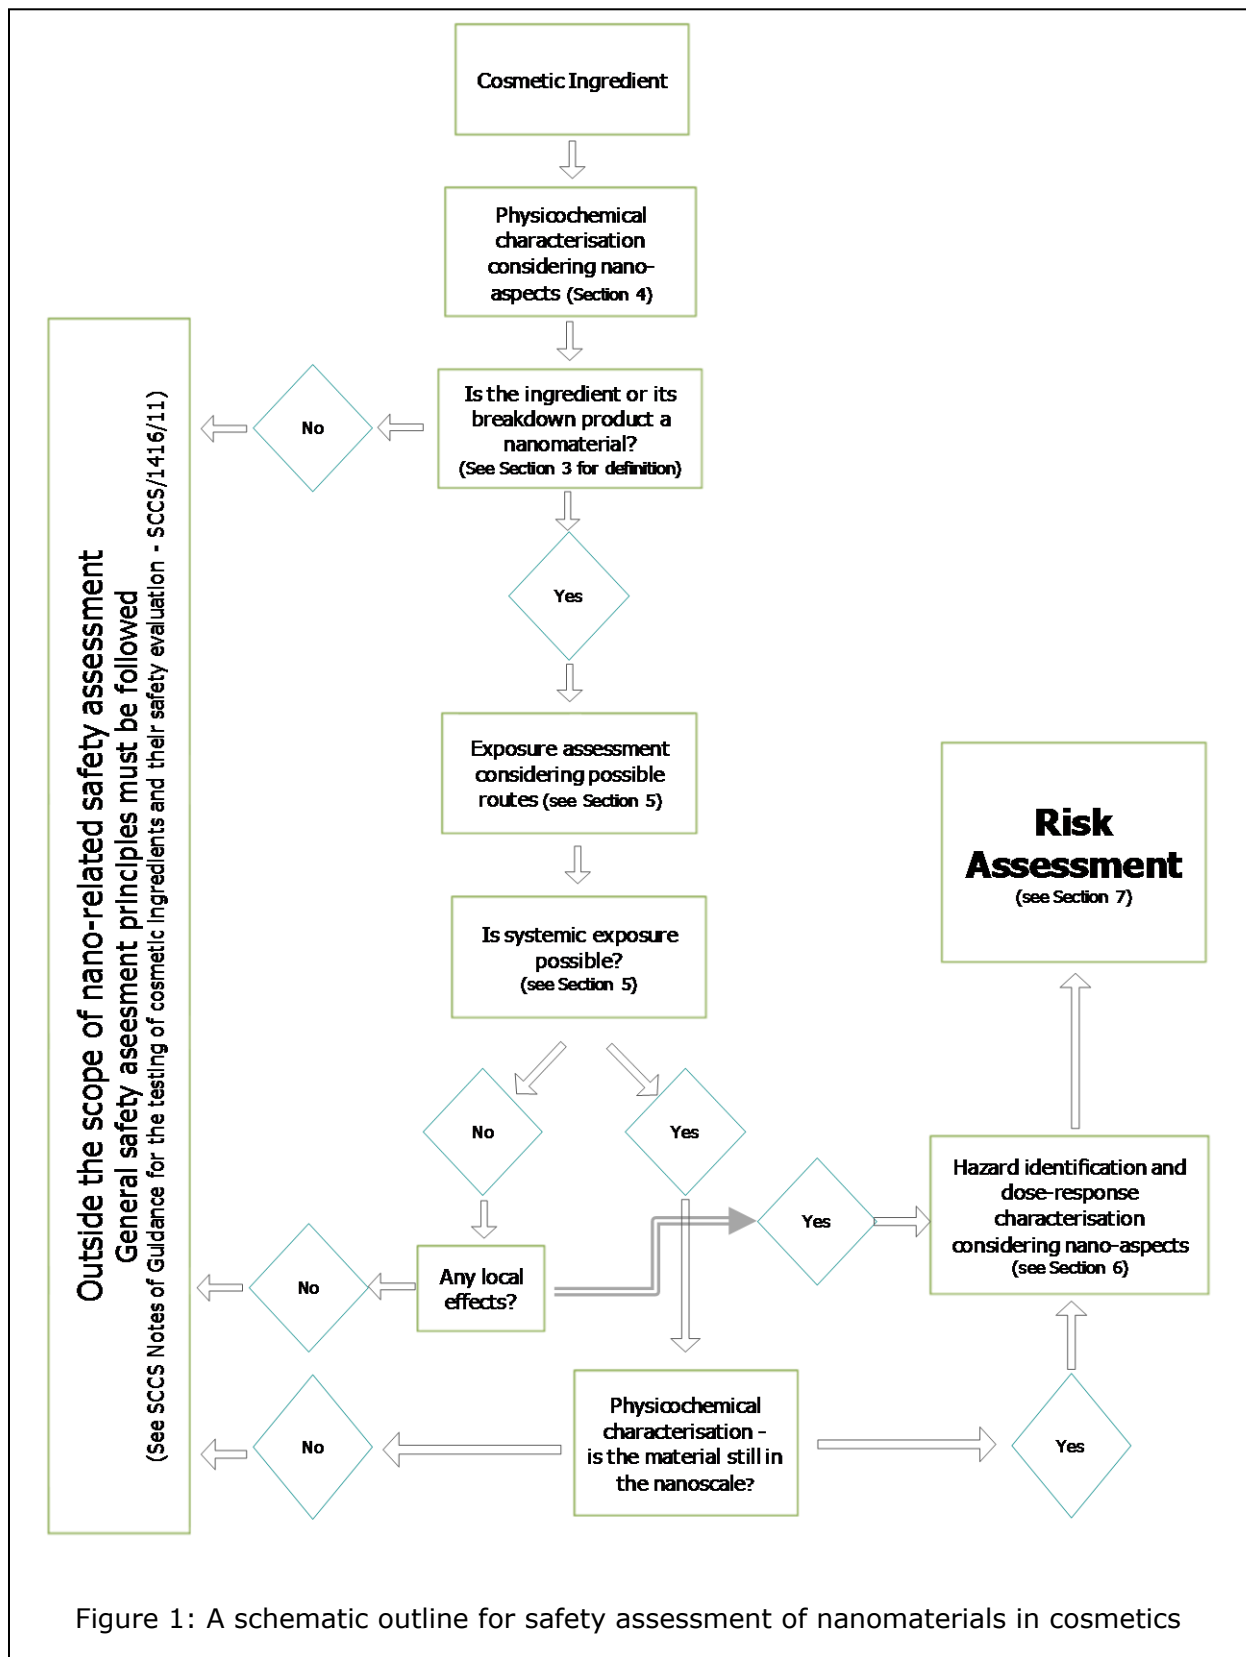 Cosmetic Ingredient
Physicochemical
characterisation
considering nano-
aspects (Section 4)
Is the ingredient or its
breakdown product a
nanomaterial?
(See Section 3 for definition)
No
Yes
Outside the scope of nano-related safety assessment
General safety asessment principles must be followed
(See SCCS Notes of Guidance for the testing of cosmetic ingredients and their safety evaluation - SCCS/1416/11)
Exposure assessment
considering possible
routes (see Section 5)
Is systemic exposure
possible?
(see Section 5)
No
Yes
Risk
Assessment
(see Section 7)
Yes
Hazard identification and
dose-response
characterisation
considering nano-aspects
(see Section 6)
Any local
effects?
No
Physicochemical
characterisation -
is the material still in
the nanoscale?
No
Yes
Figure 1: A schematic outline for safety assessment of nanomaterials in cosmetics